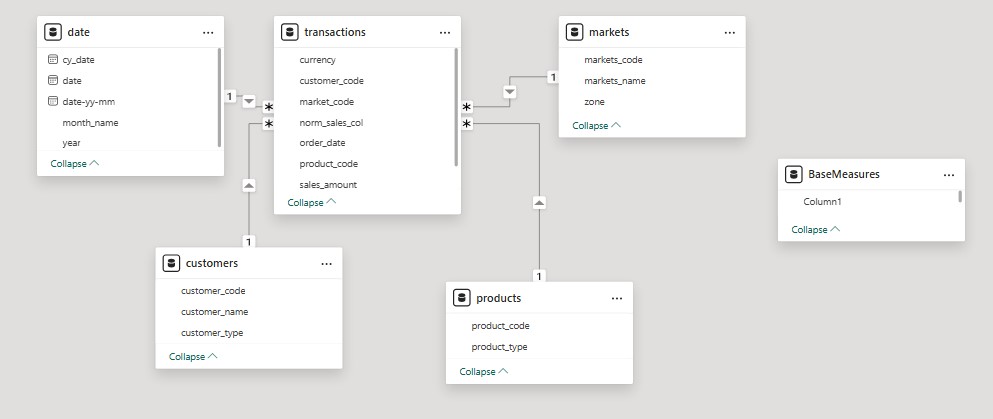 date
cy_date
date
date-yy-mm
month_name
year
Collapse
transactions
currency
customer_code
market_code
norm_sales_col
order_date
product_code
sales_amount
Collapse
markets
markets_code
markets_name
zone
Collapse
BaseMeasures
Column1
Collapse
customers
customer_code
customer_name
customer_type
Collapse
products
product_code
product_type
Collapse
1
*
*
1
*
*
1
1